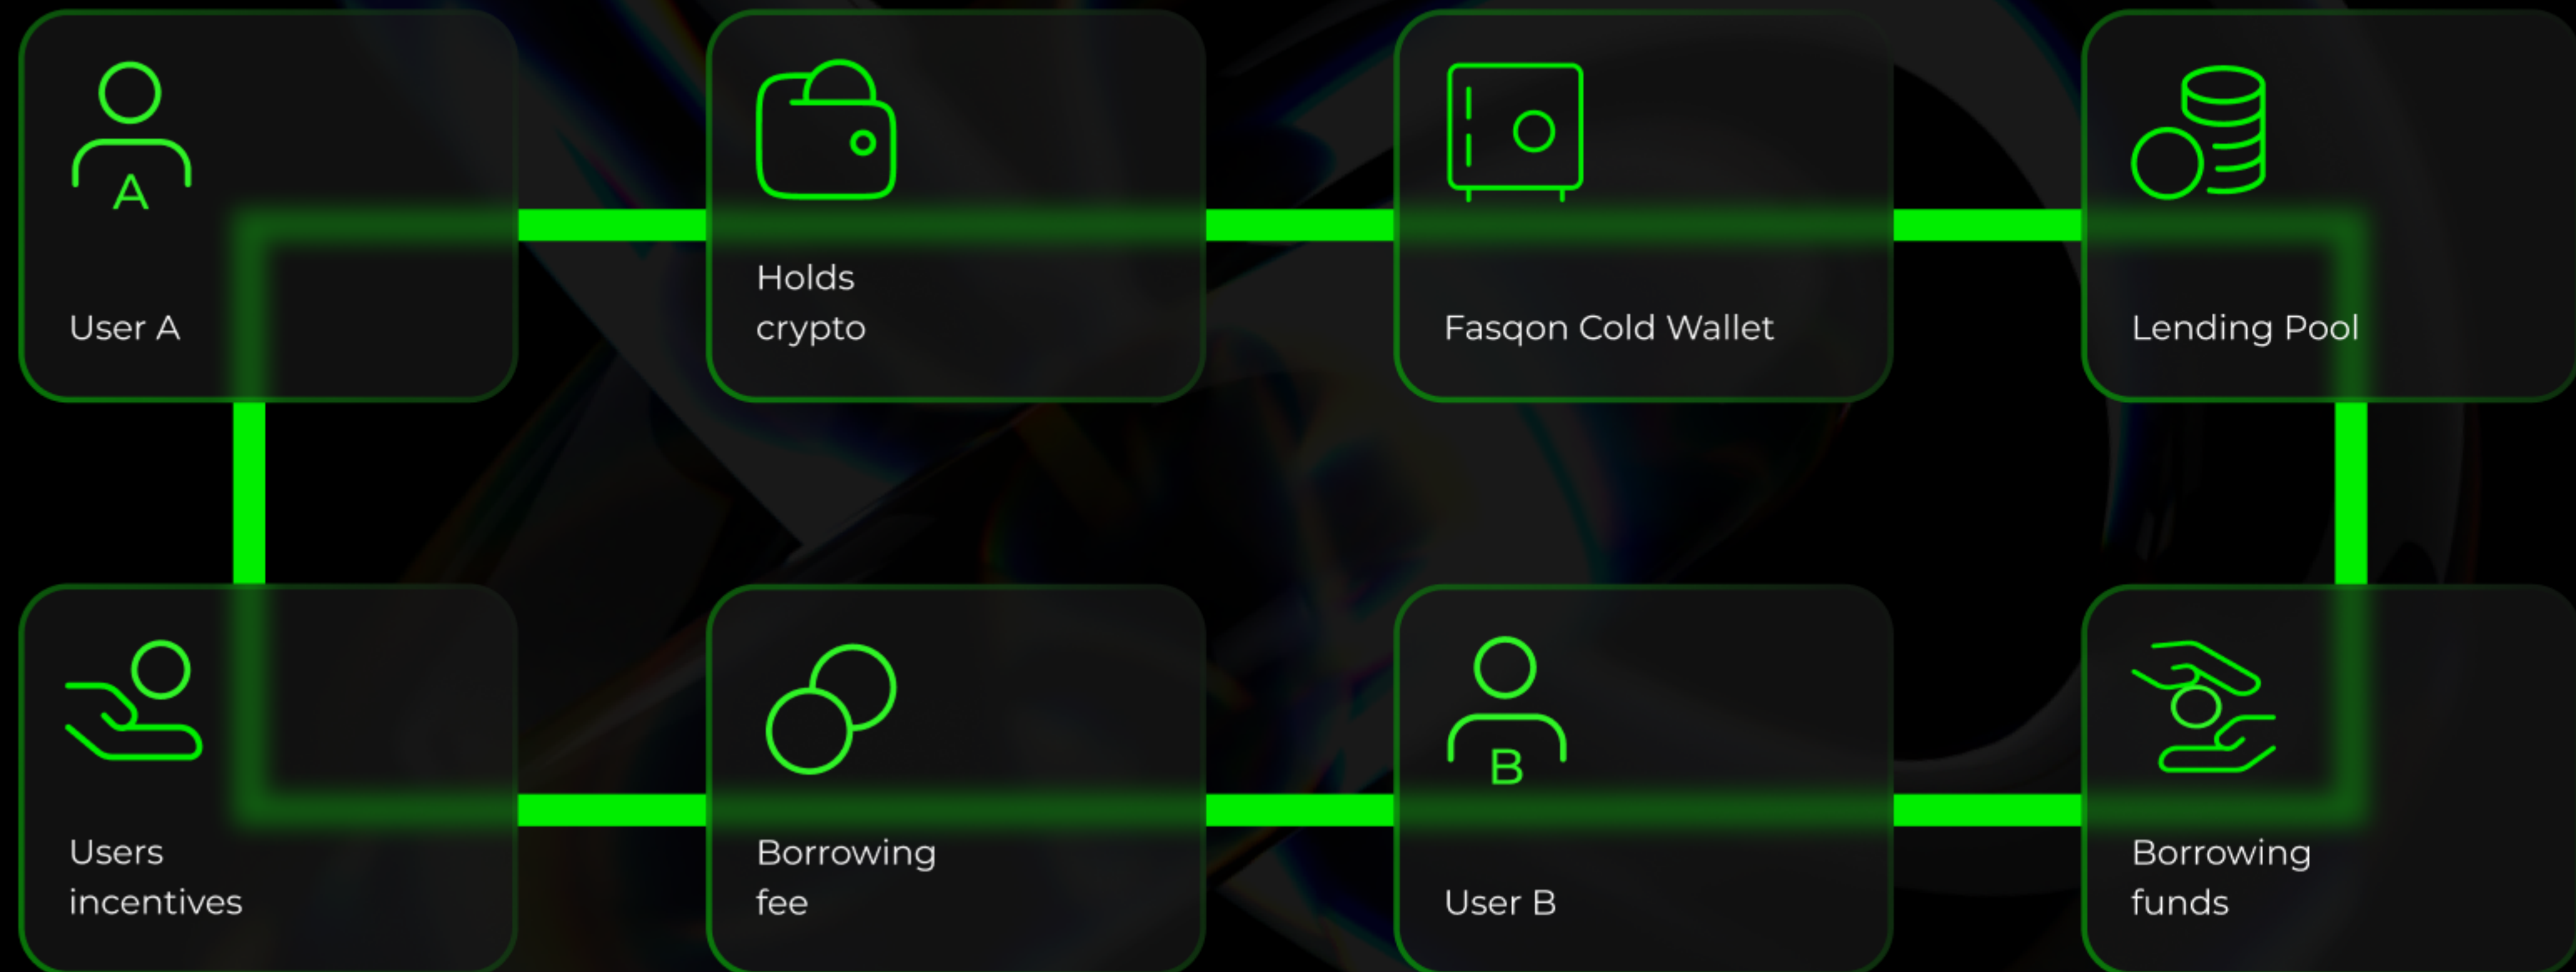 A
User A
Holds
crypto
Fasqon Cold Wallet
Lending Pool
Users
incentives
Borrowing
fee
B
User B
Borrowing
funds